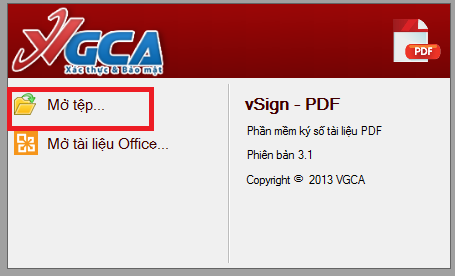 VGCA
Xác thực & Bảo mật
PDF
Mở tệp...
Mở tài liệu Office...
vSign - PDF
Phần mềm ký số tài liệu PDF
Phiên bản 3.1
Copyright © 2013 VGCA